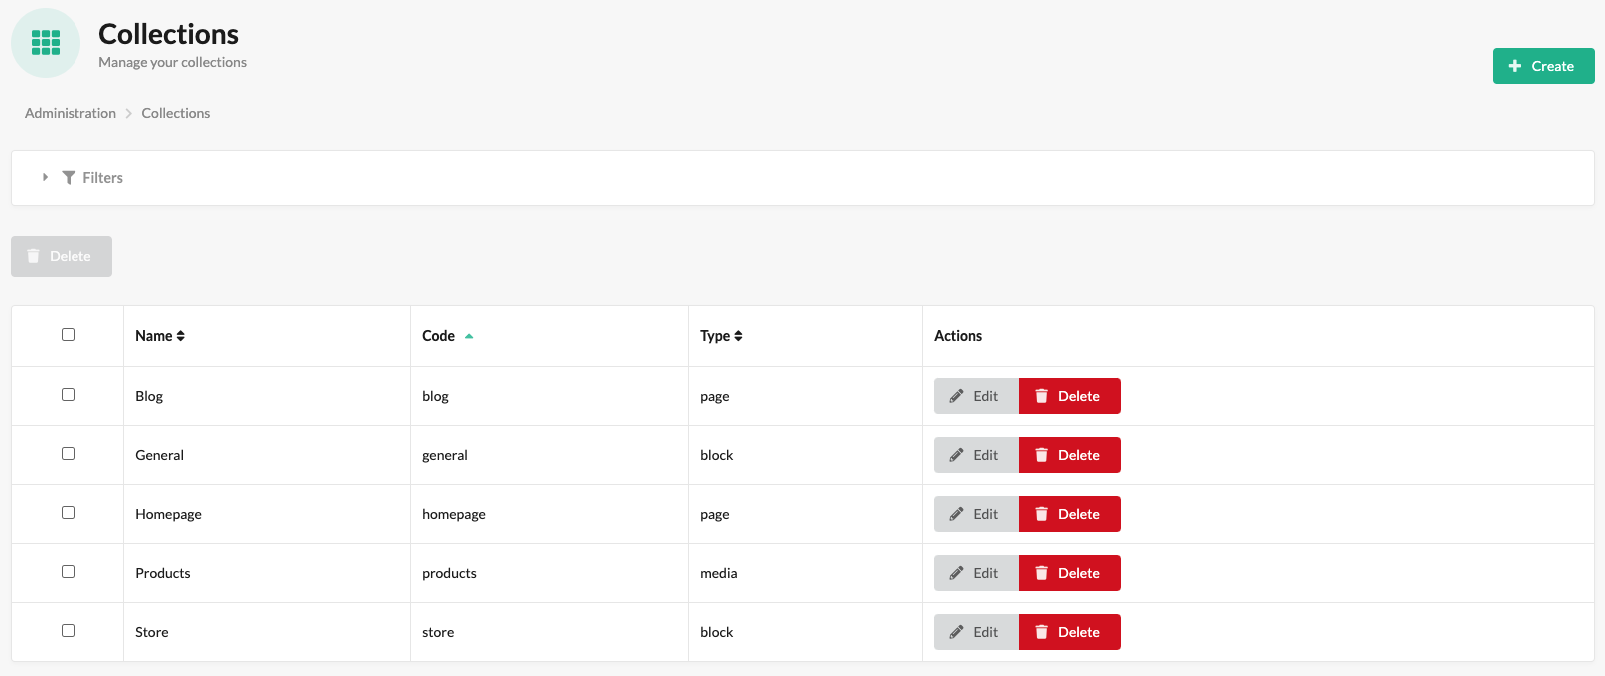 Collections
Manage your collections
Create
Administration Collections
Filters
Delete
Name Code Type Actions
Blog blog page Edit Delete
General general block Edit Delete
Homepage homepage page Edit Delete
Products products media Edit Delete
Store store block Edit Delete